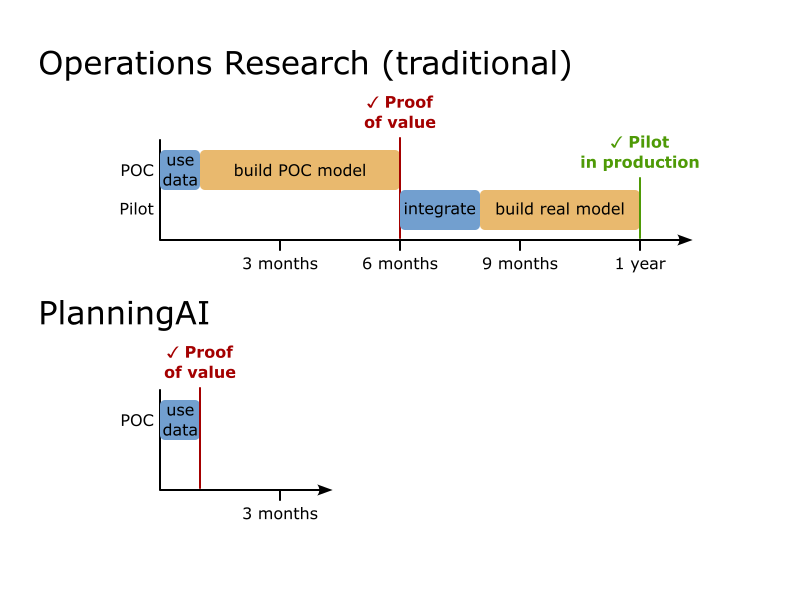 Operations Research (traditional)
✓ Proof
of value
✓ Pilot
in production
POC
use
data
build POC model
Pilot
integrate
build real model
3 months
6 months
9 months
1 year
PlanningAI
✓ Proof
of value
POC
use
data
3 months